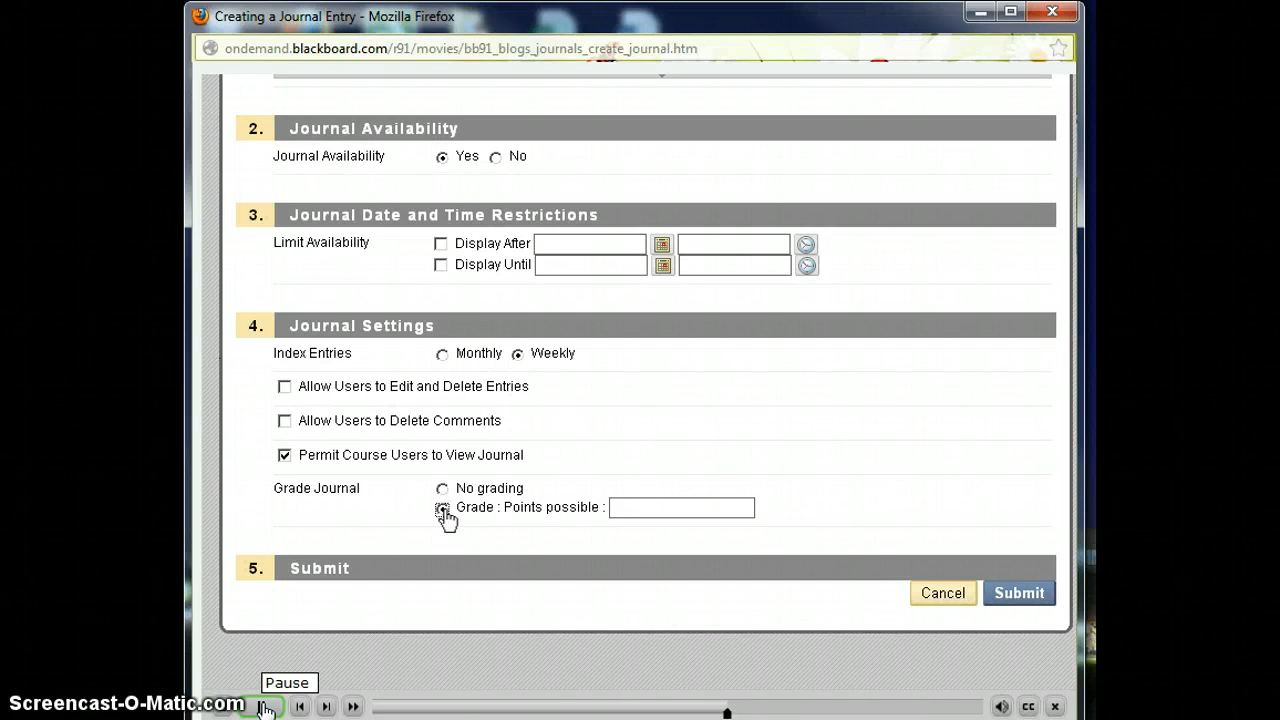 Creating a Journal Entry - Mozilla Firefox
ondemand.blackboard.com/r91/movies/bb91_blogs_journals_create_journal.htm
2. Journal Availability
Journal Availability Yes No
3. Journal Date and Time Restrictions
Limit Availability Display After
Display Until
4. Journal Settings
Index Entries Monthly Weekly
Allow Users to Edit and Delete Entries
Allow Users to Delete Comments
Permit Course Users to View Journal
Grade Journal No grading
Grade : Points possible :
5. Submit
Cancel Submit
Pause
Screencast-O-Matic.com
CC